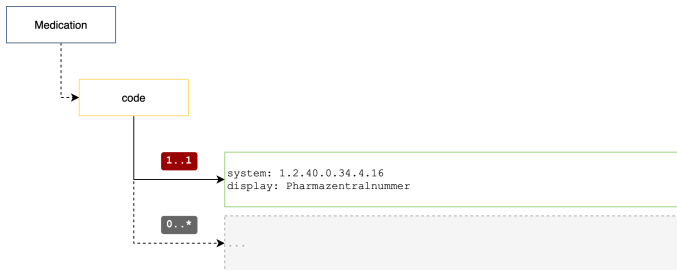 Medication
code
1..1
system: 1.2.40.0.34.4.16
display: Pharmazentralnummer
0..*
...